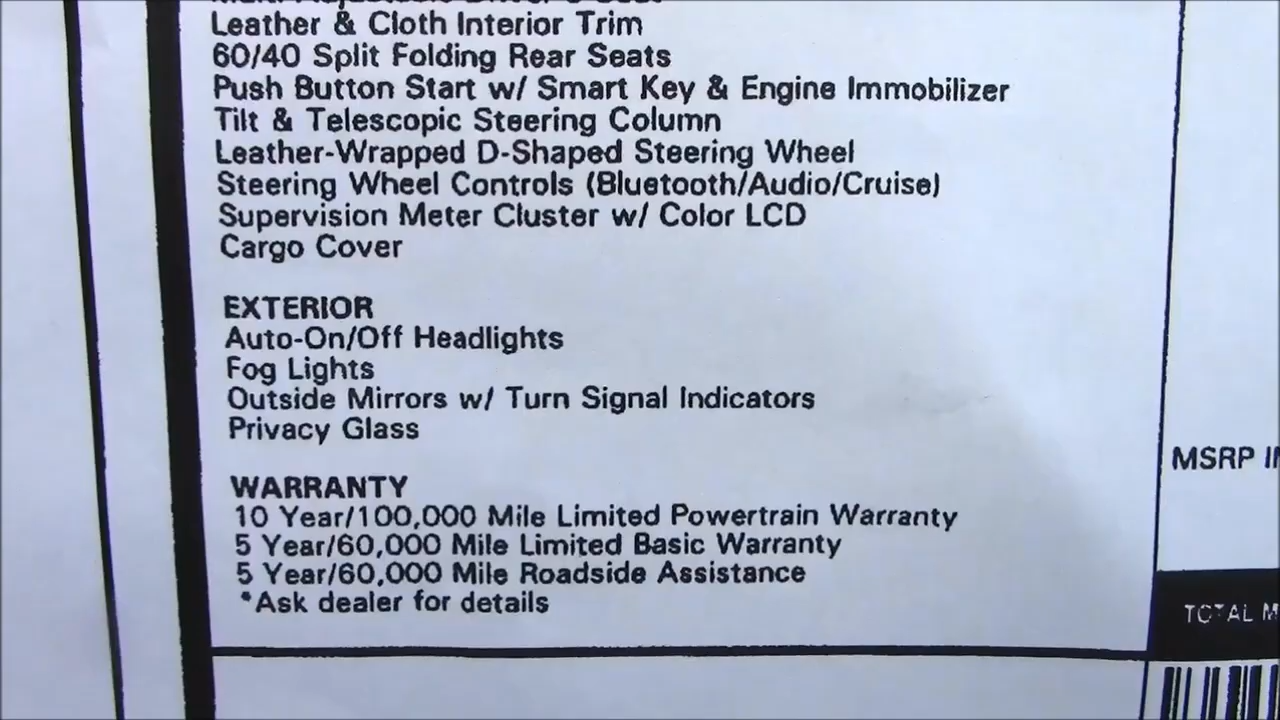 Leather & Cloth Interior Trim
60/40 Split Folding Rear Seats
Push Button Start w/ Smart Key & Engine Immobilizer
Tilt & Telescopic Steering Column
Leather-Wrapped D-Shaped Steering Wheel
Steering Wheel Controls (Bluetooth/Audio/Cruise)
Supervision Meter Cluster w/ Color LCD
Cargo Cover
EXTERIOR
Auto-On/Off Headlights
Fog Lights
Outside Mirrors w/ Turn Signal Indicators
Privacy Glass
WARRANTY
10 Year/100,000 Mile Limited Powertrain Warranty
5 Year/60,000 Mile Limited Basic Warranty
5 Year/60,000 Mile Roadside Assistance
*Ask dealer for details
MSRP
TOTAL M